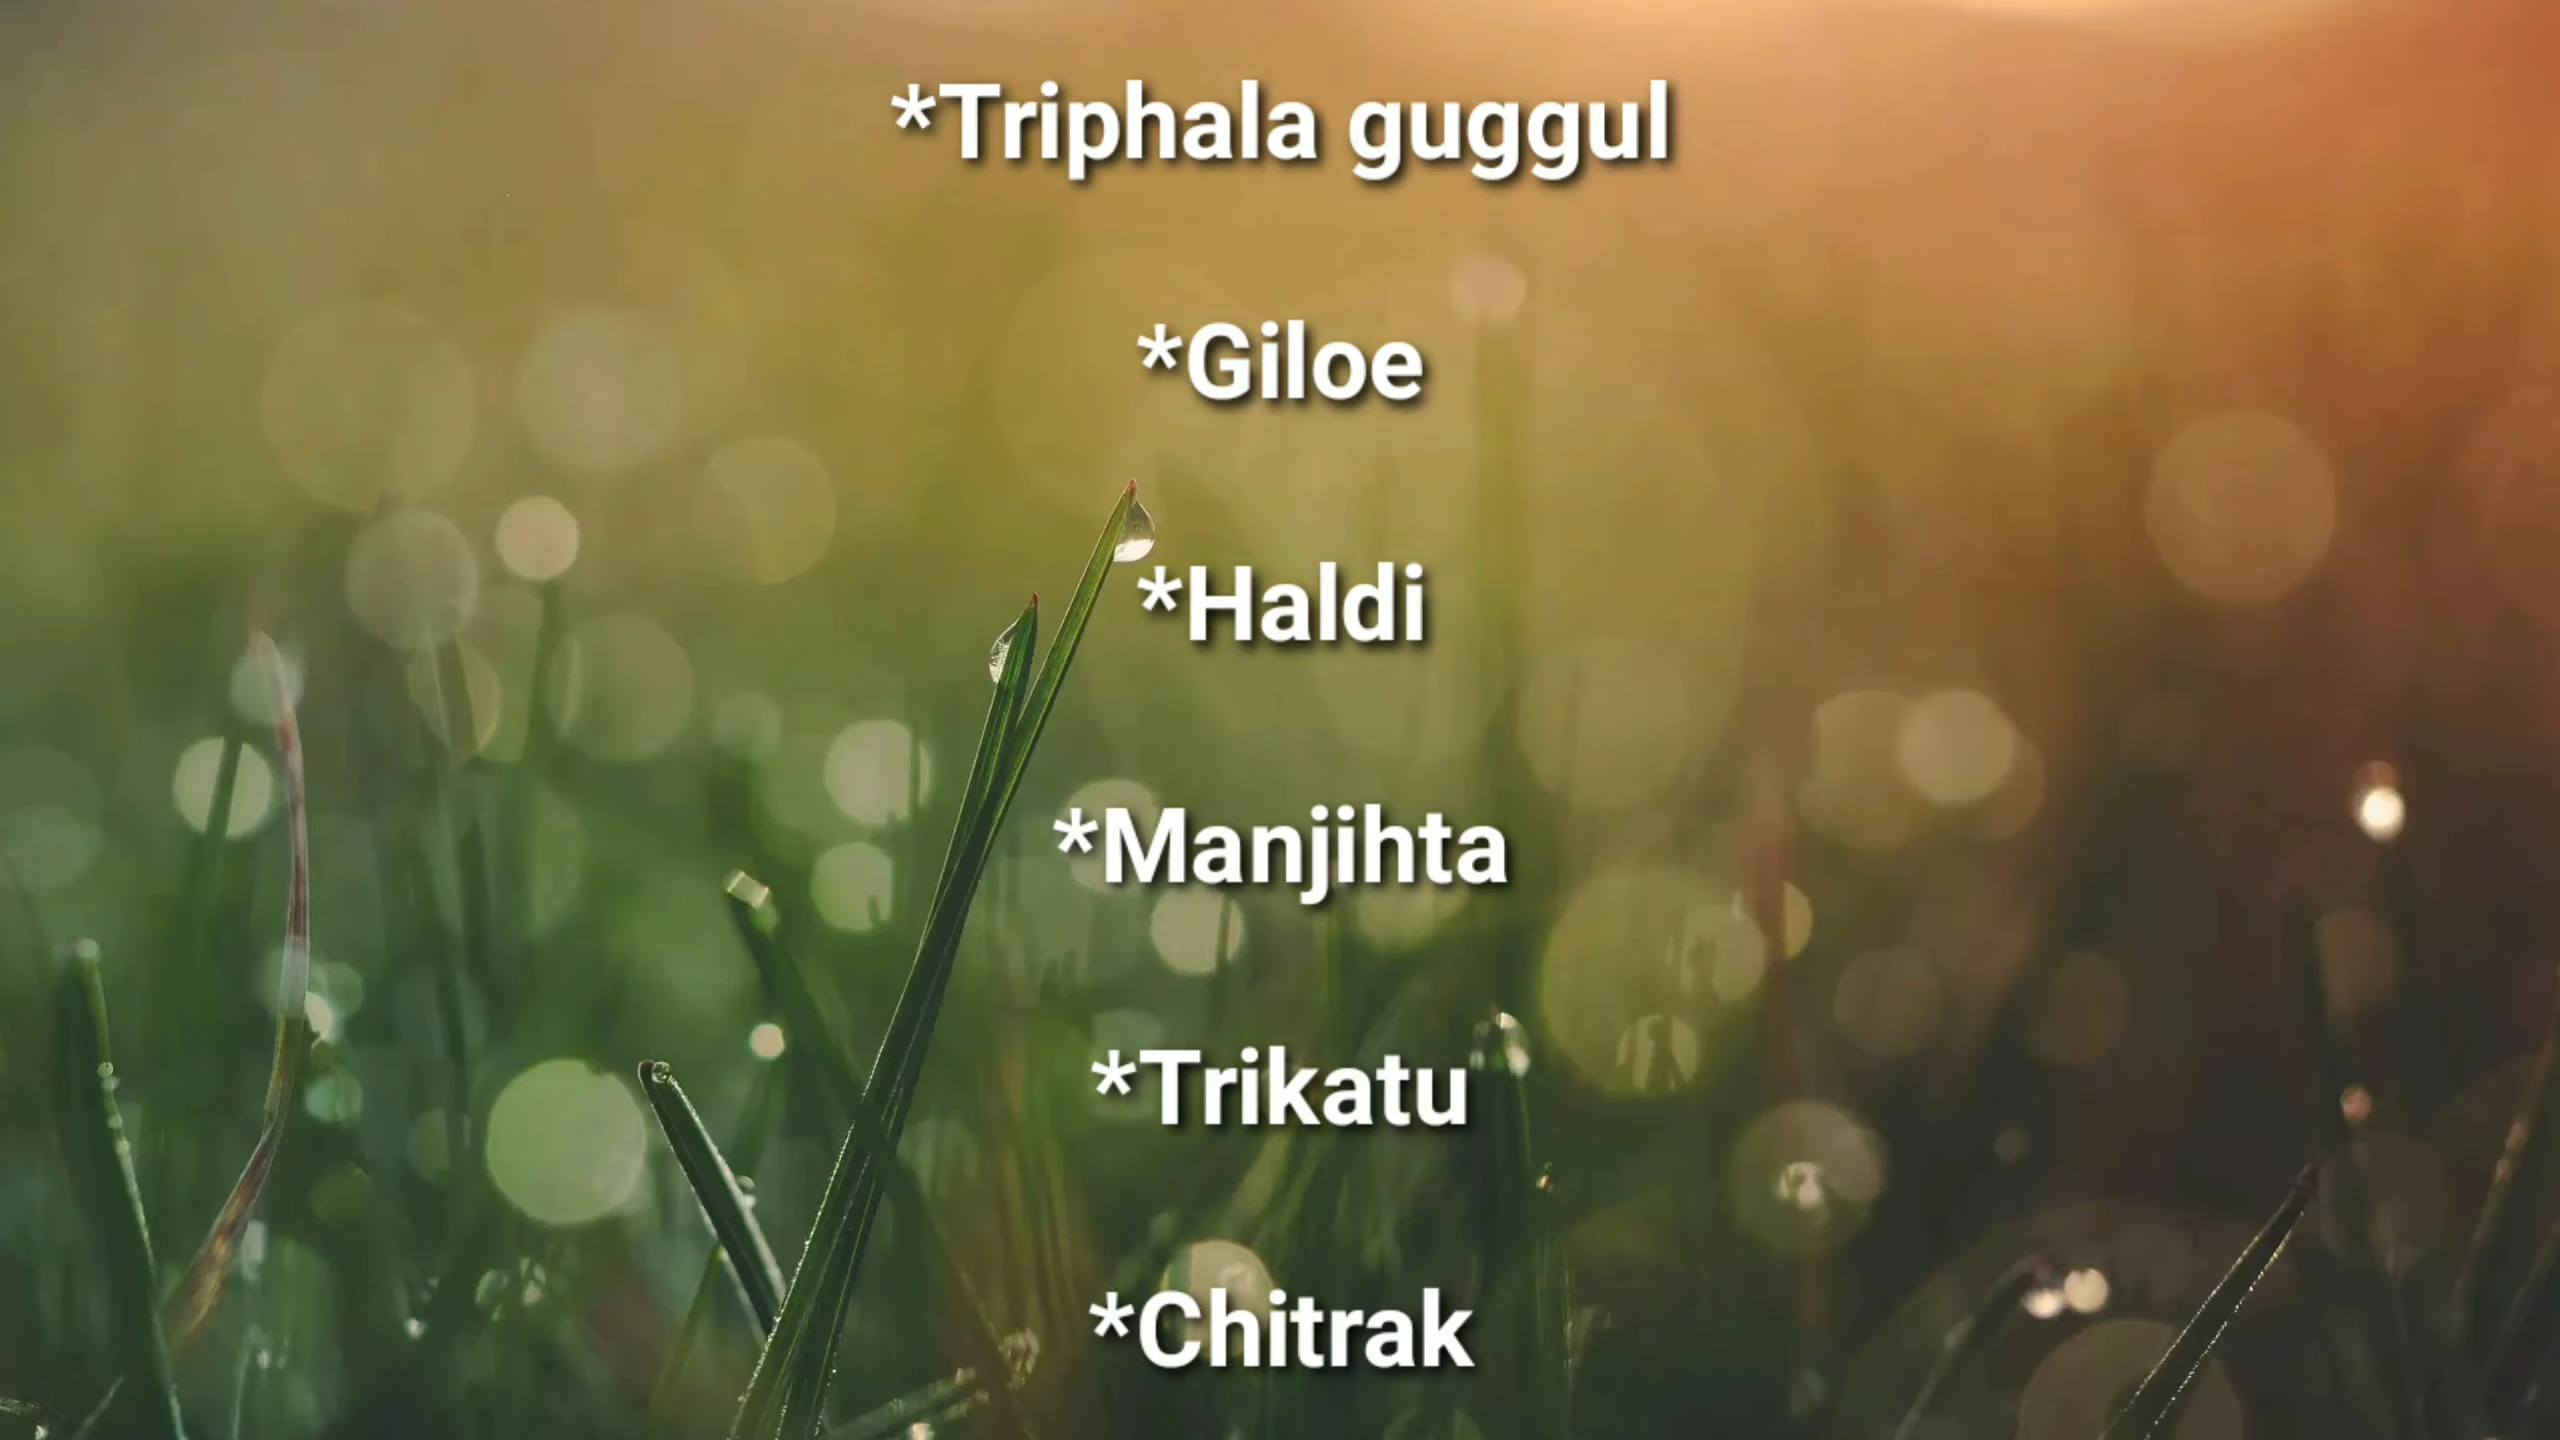 *Triphala guggul
*Giloe
*Haldi
*Manjihta
*Trikatu
*Chitrak